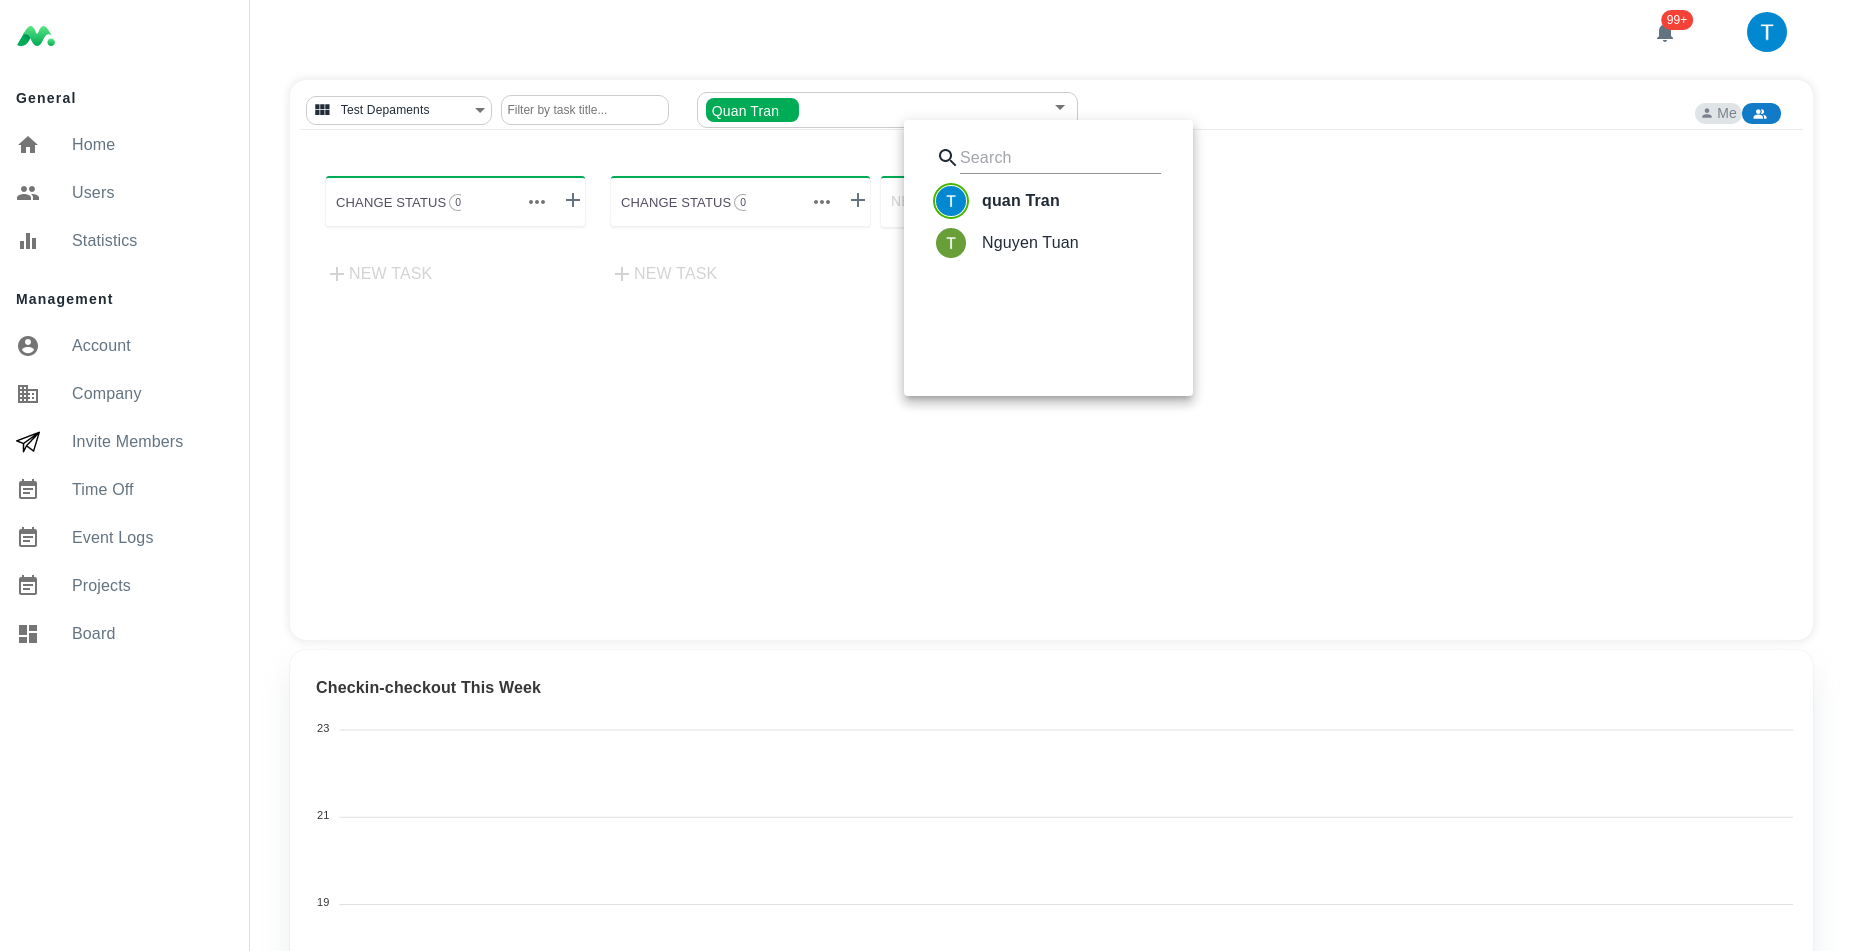 99+
T
General
Home
Users
Statistics
Management
Account
Company
Invite Members
Time Off
Event Logs
Projects
Board
Test Depaments
Filter by task title...
Quan Tran
Me
CHANGE STATUS 0
CHANGE STATUS 0
NEW TASK
NEW TASK
Search
T quan Tran
T Nguyen Tuan
Checkin-checkout This Week
23
21
19